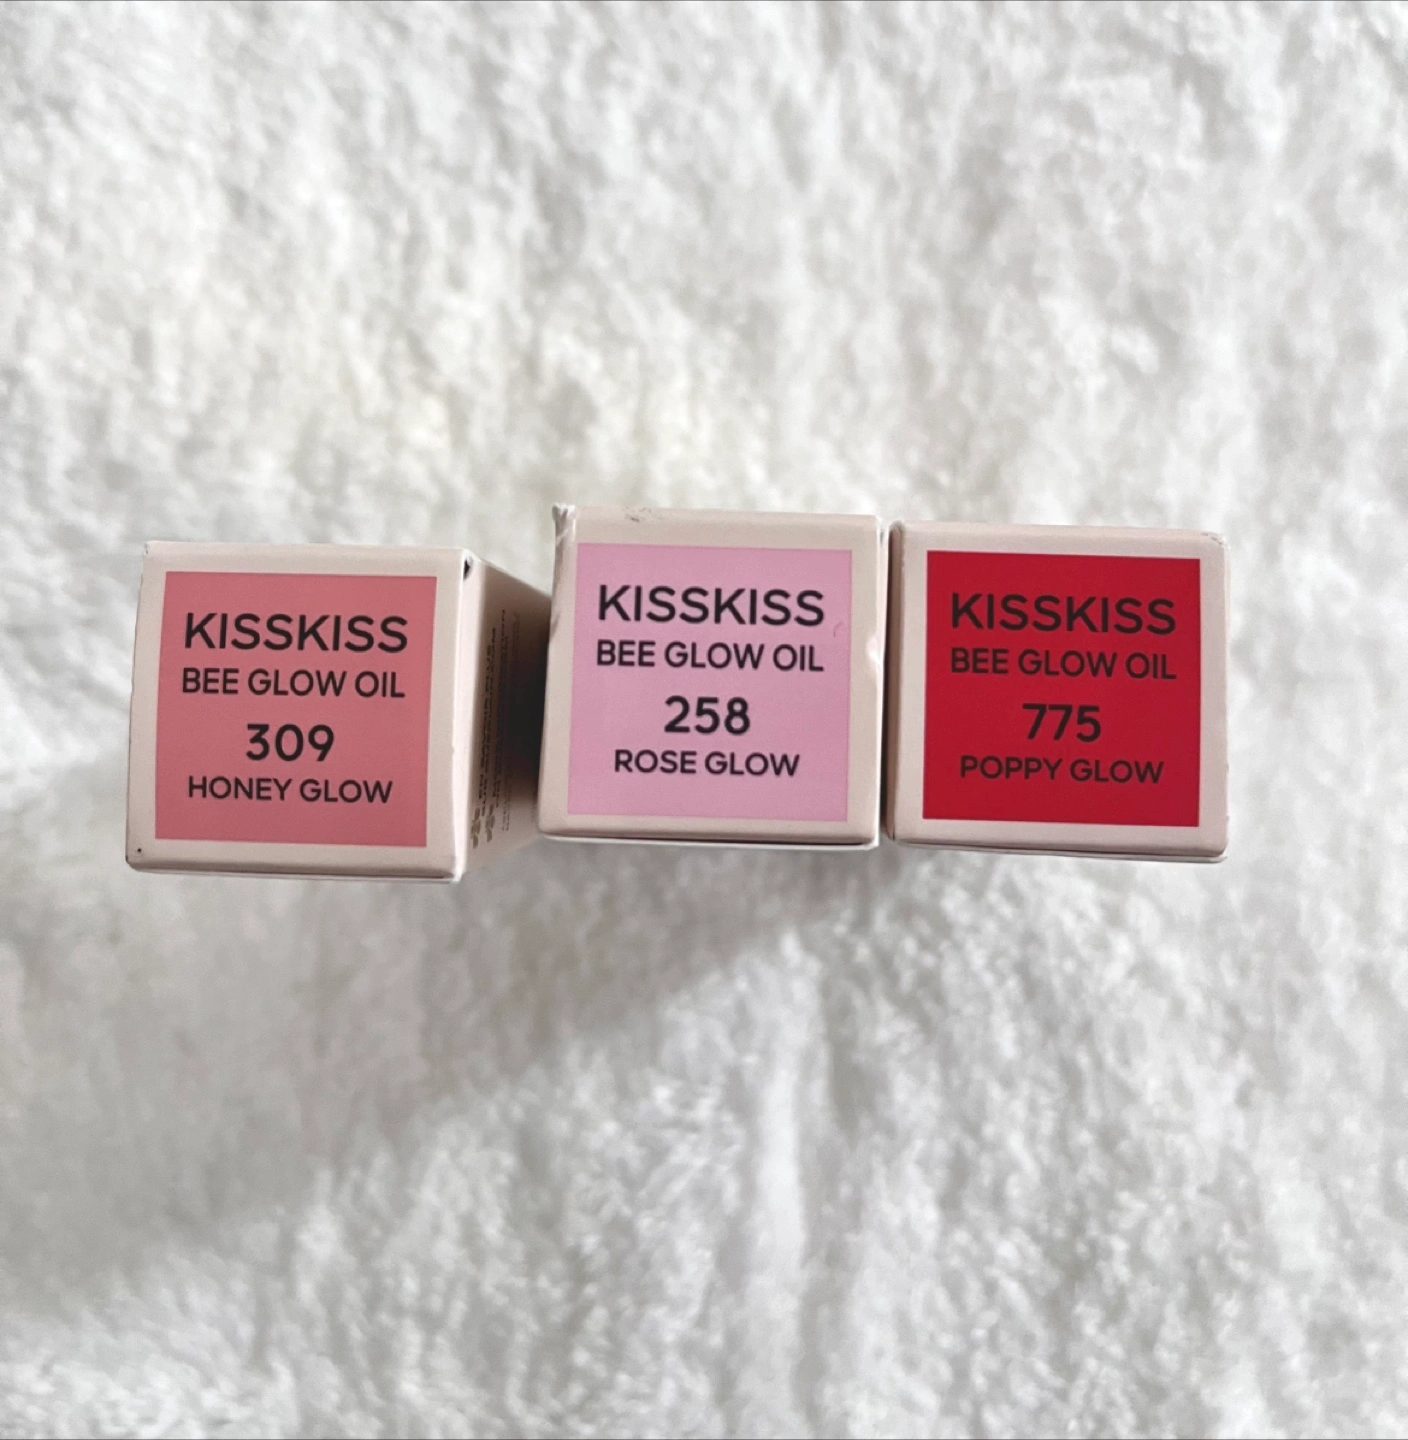 KISSKISS
BEE GLOW OIL
309
HONEY GLOW
KISSKISS
BEE GLOW OIL
258
ROSE GLOW
KISSKISS
BEE GLOW OIL
775
POPPY GLOW